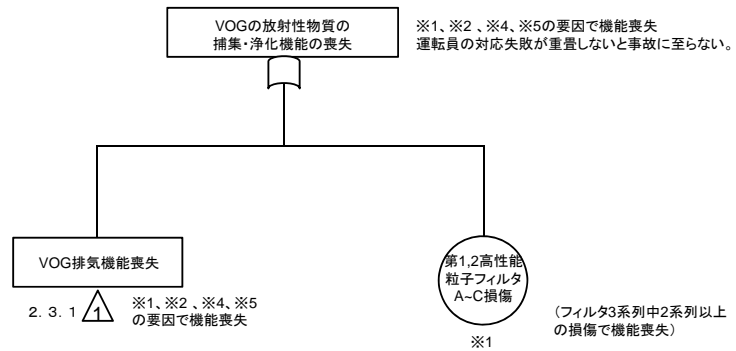 VOGの放射性物質の
捕集・浄化機能の喪失
※1、※2 、※4、※5の要因で機能喪失
運転員の対応失敗が重畳しないと事故に至らない。
VOG排気機能喪失
2. 3. 1 1
※1、※2 、※4、※5
の要因で機能喪失
第1,2高性能
粒子フィルタ
A~C損傷
※1
(フィルタ3系列中2系列以上
の損傷で機能喪失)